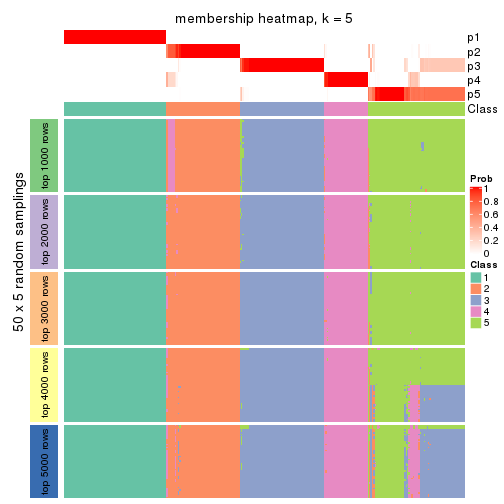 membership heatmap, k = 5
p1
p2
p3
p4
p5
Class
50 x 5 random samplings
top 1000 rows
top 2000 rows
top 3000 rows
top 4000 rows
top 5000 rows
Prob
1
0.8
0.6
0.4
0.2
0
Class
1
2
3
4
5